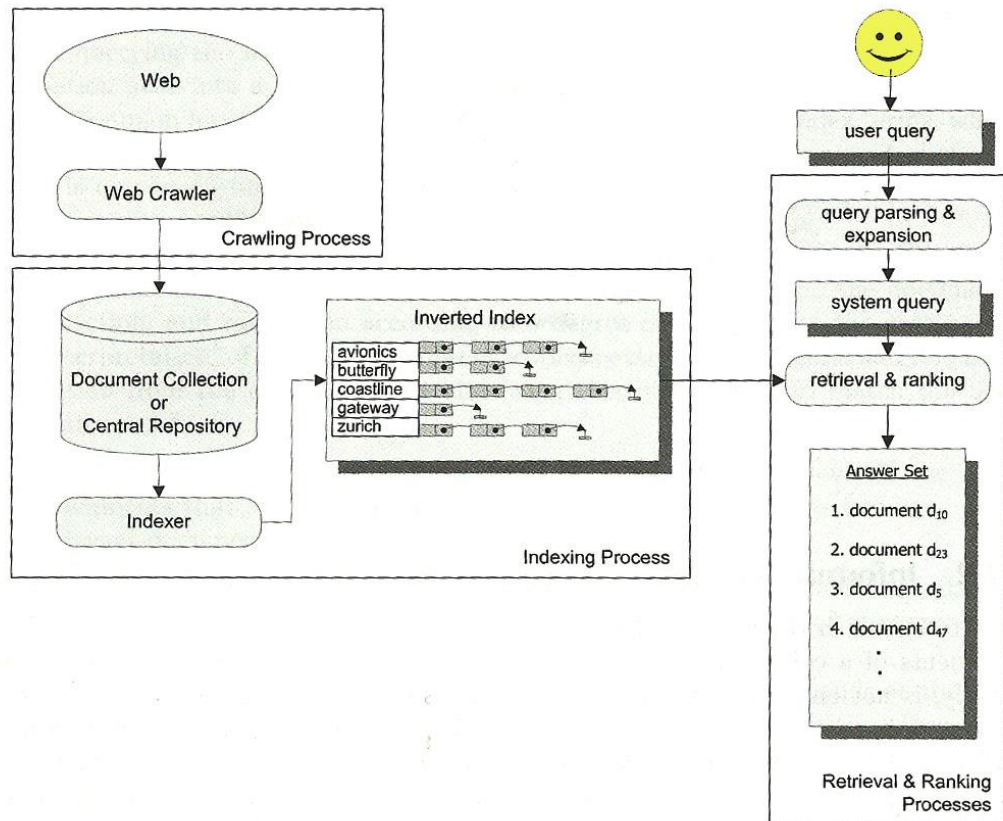 Web
Web Crawler
Crawling Process
Document Collection
or
Central Repository
Indexer
Inverted Index
avionics
butterfly
coastline
gateway
zurich
Indexing Process
user query
query parsing &
expansion
system query
retrieval & ranking
Answer Set
1. document d10
2. document d23
3. document d5
4. document d47
Retrieval & Ranking
Processes